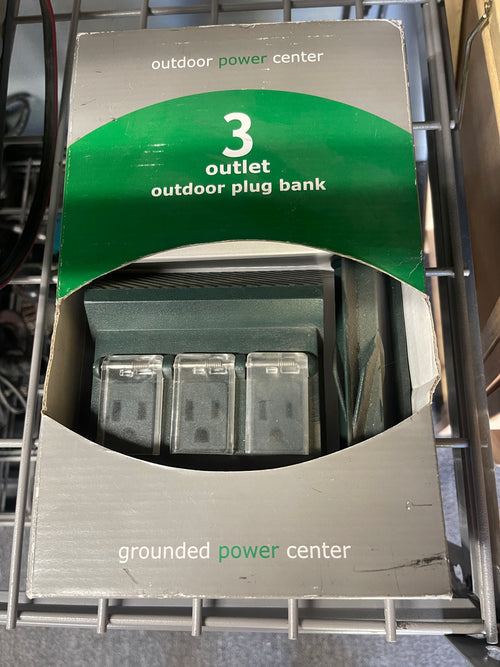 outdoor power center
3
outlet
outdoor plug bank
grounded power center